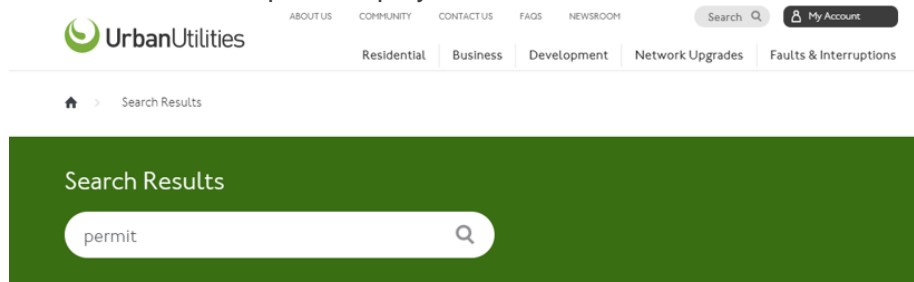 ABOUT US COMMUNITY CONTACT US FAQS NEWSROOM Search My Account
UrbanUtilities
Residential Business Development Network Upgrades Faults & Interruptions
> Search Results
Search Results
permit